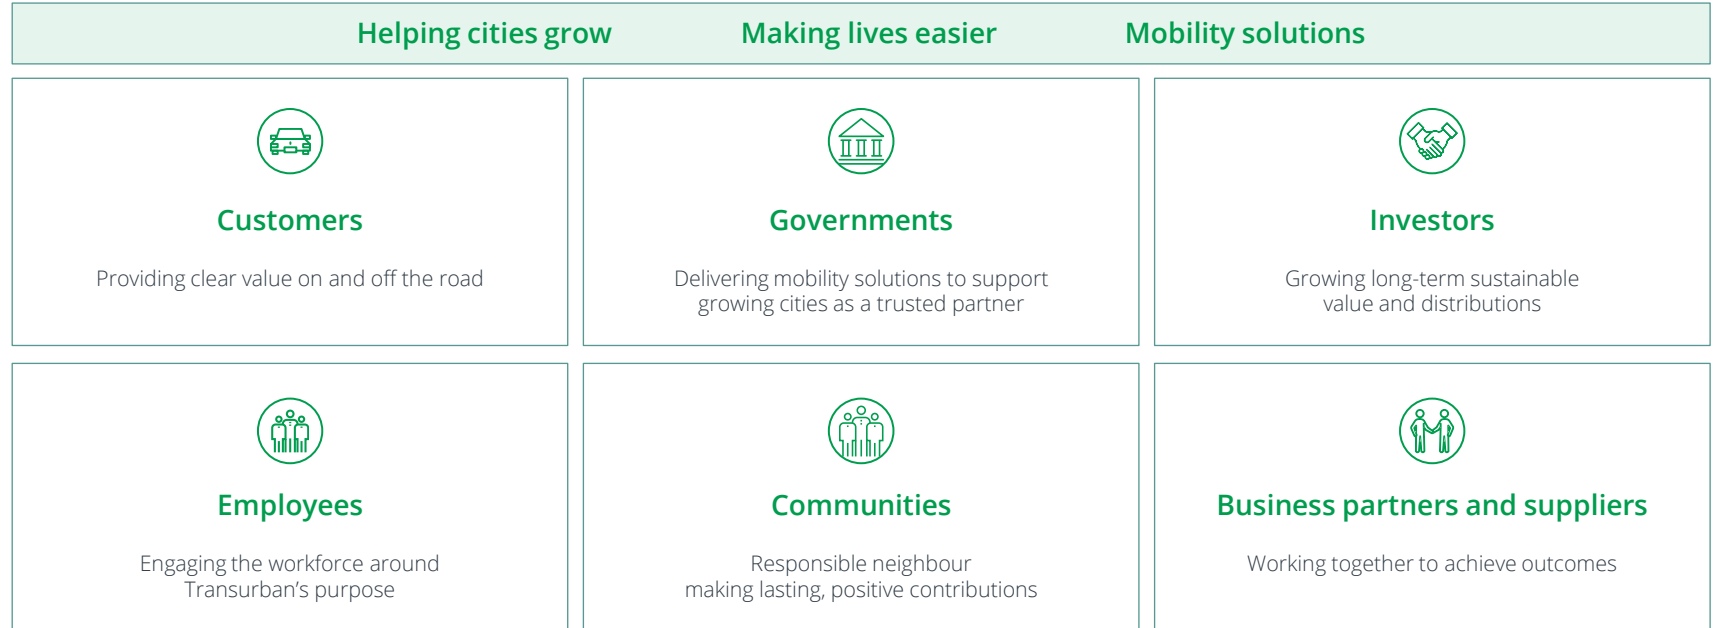 Helping cities grow
Making lives easier
Mobility solutions
Customers
Providing clear value on and off the road
Governments
Delivering mobility solutions to support
growing cities as a trusted partner
Investors
Growing long-term sustainable
value and distributions
Employees
Engaging the workforce around
Transurban’s purpose
Communities
Responsible neighbour
making lasting, positive contributions
Business partners and suppliers
Working together to achieve outcomes